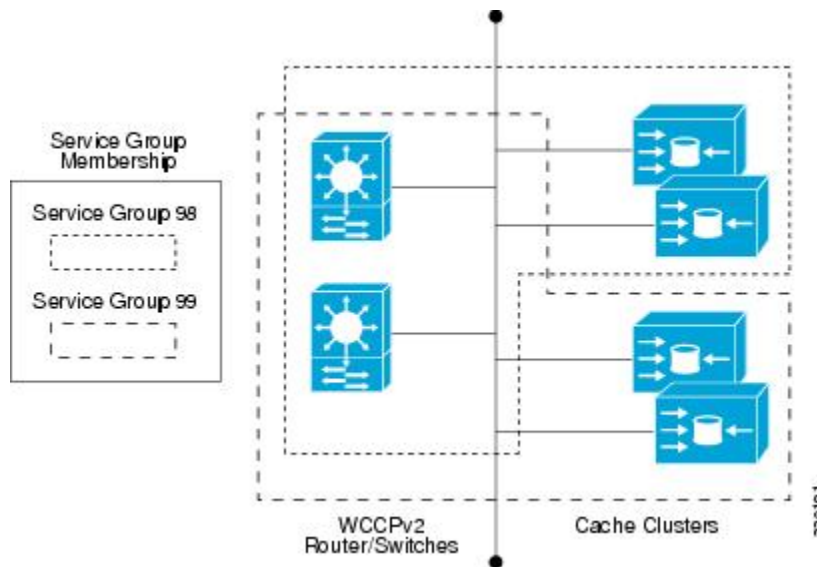 Service Group
Membership
Service Group 98
Service Group 99
WCCPv2
Router/Switches
Cache Clusters